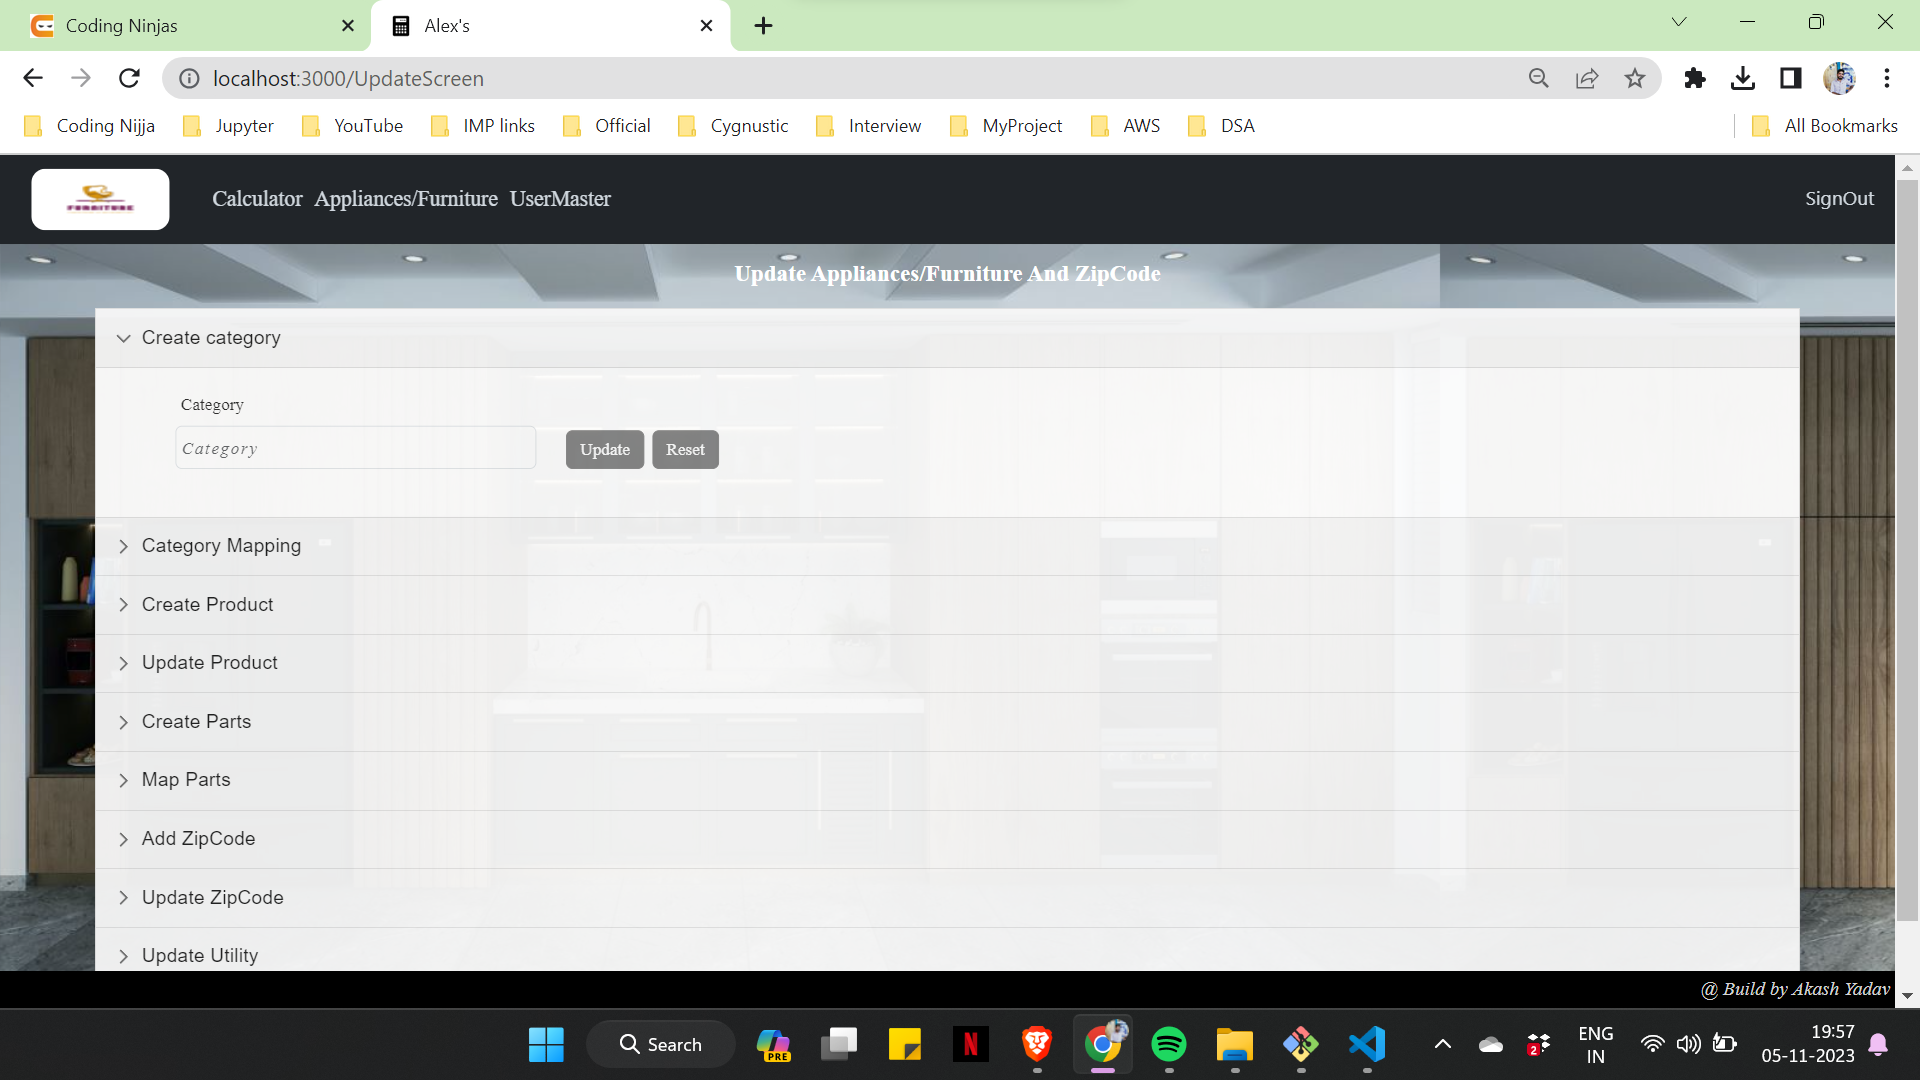 Coding Ninjas
Alex's
localhost:3000/UpdateScreen
Coding Nijja Jupyter YouTube IMP links Official Cygnustic Interview MyProject AWS DSA All Bookmarks
FURNITURE
Calculator Appliances/Furniture UserMaster SignOut
Update Appliances/Furniture And ZipCode
Create category
Category
Category Update Reset
Category Mapping
Create Product
Update Product
Create Parts
Map Parts
Add ZipCode
Update ZipCode
Update Utility
@ Build by Akash Yadav
Search
PRE
N
2
ENG
IN
19:57
05-11-2023